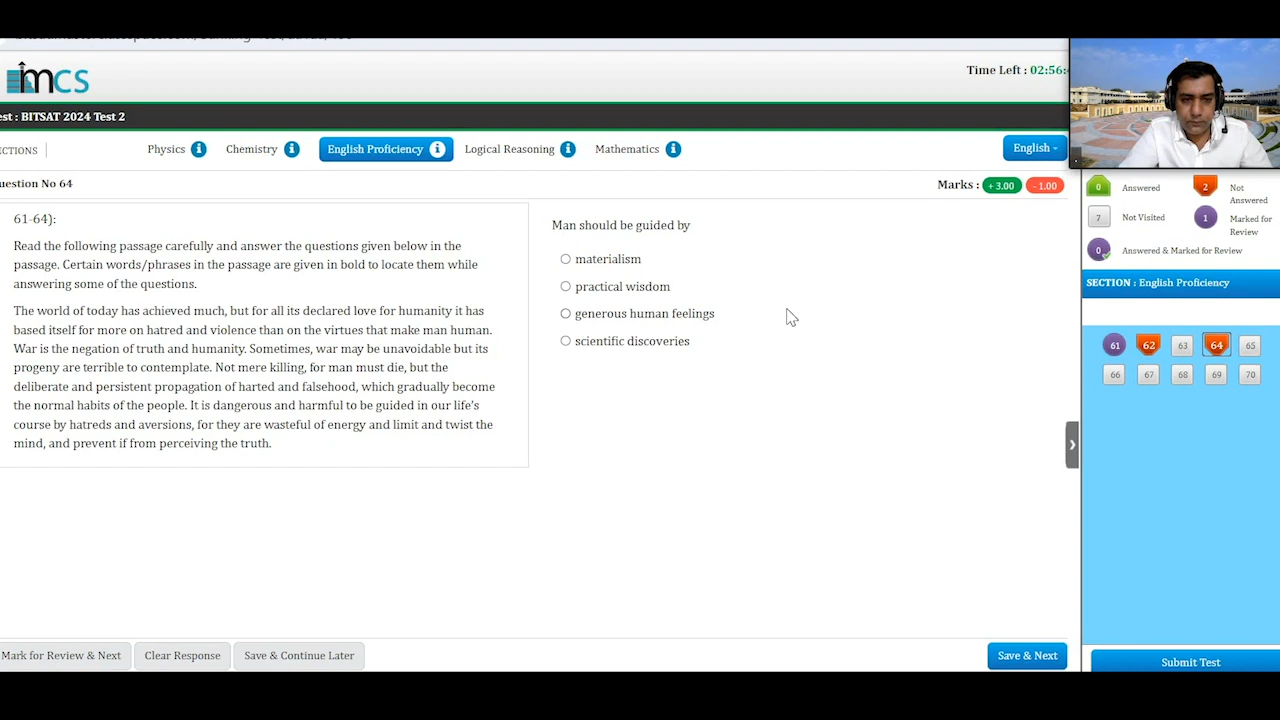 mcs
Time Left : 02:56:
est : BITSAT 2024 Test 2
CTIONS
Physics i
Chemistry i
English Proficiency i
Logical Reasoning i
Mathematics i
English
uestion No 64
Marks : + 3.00 - 1.00
61-64):
Read the following passage carefully and answer the questions given below in the
passage. Certain words/phrases in the passage are given in bold to locate them while
answering some of the questions.
The world of today has achieved much, but for all its declared love for humanity it has
based itself for more on hatred and violence than on the virtues that make man human.
War is the negation of truth and humanity. Sometimes, war may be unavoidable but its
progeny are terrible to contemplate. Not mere killing, for man must die, but the
deliberate and persistent propagation of harted and falsehood, which gradually become
the normal habits of the people. It is dangerous and harmful to be guided in our life's
course by hatreds and aversions, for they are wasteful of energy and limit and twist the
mind, and prevent if from perceiving the truth.
Man should be guided by
materialism
practical wisdom
generous human feelings
scientific discoveries
0 Answered
2 Not
Answered
7 Not Visited
1 Marked for
Review
0 Answered & Marked for Review
SECTION : English Proficiency
61 62 63 64 65
66 67 68 69 70
Mark for Review & Next
Clear Response
Save & Continue Later
Save & Next
Submit Test